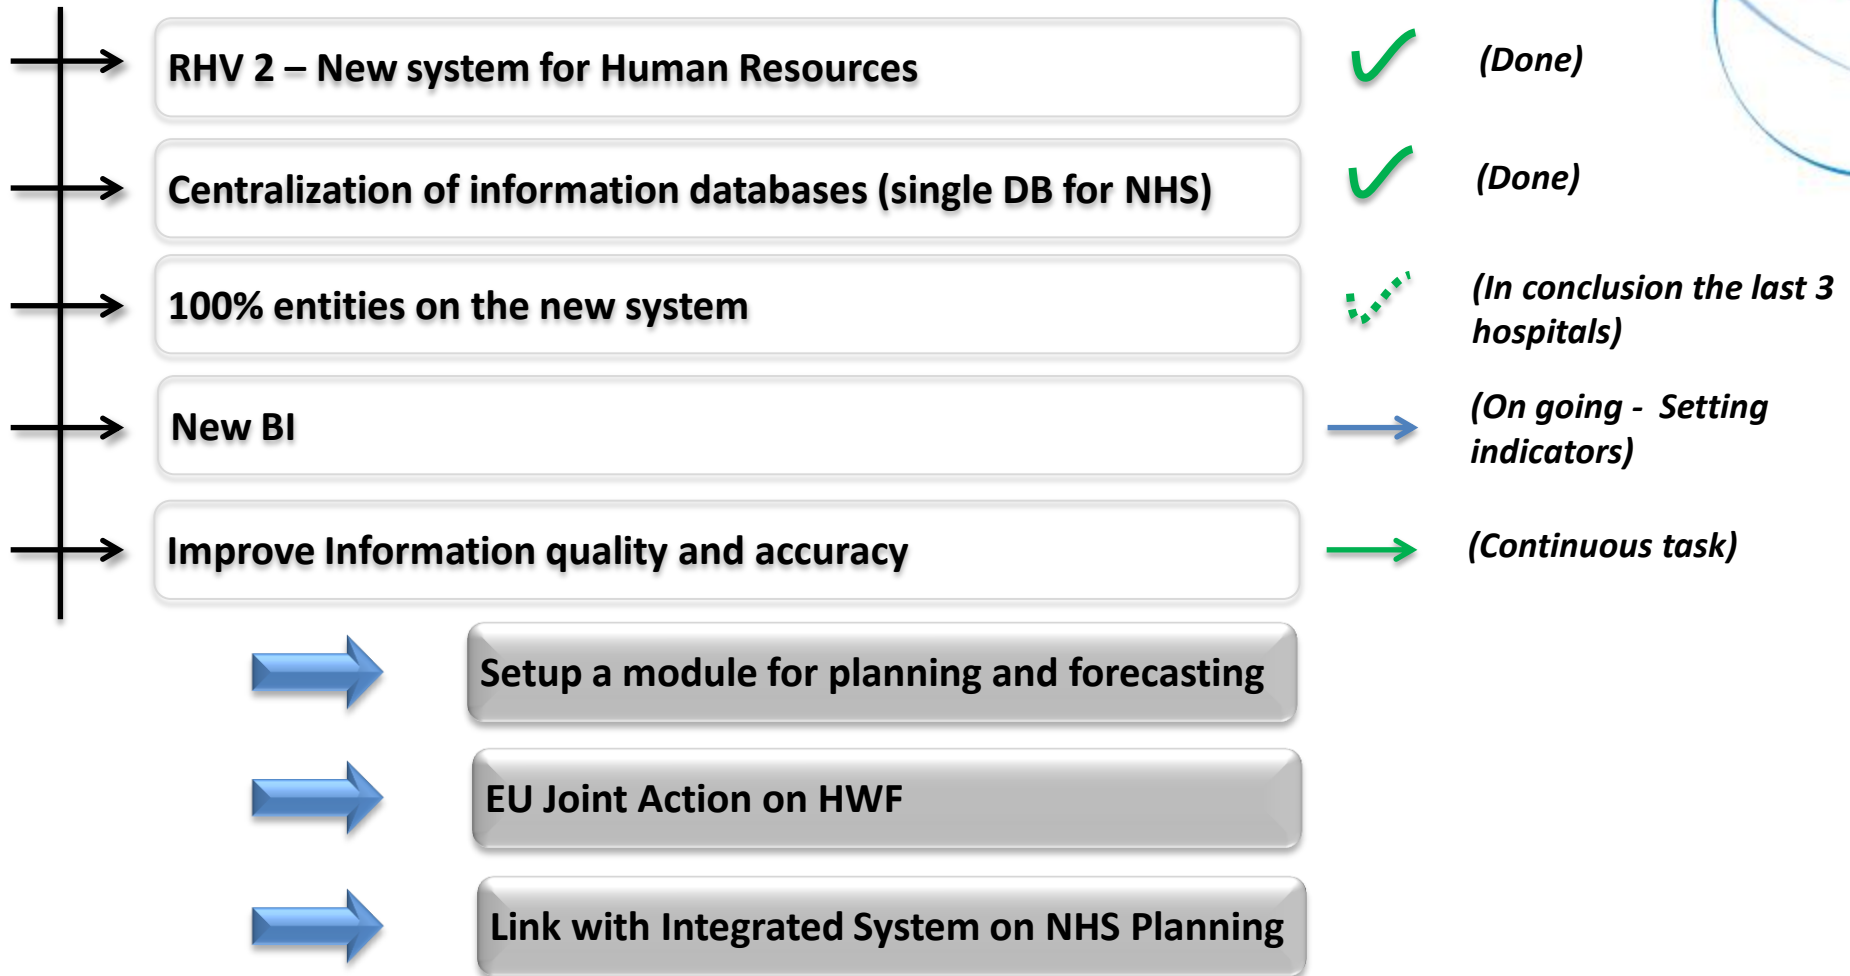 RHV 2 – New system for Human Resources
(Done)
Centralization of information databases (single DB for NHS)
(Done)
100% entities on the new system
(In conclusion the last 3
hospitals)
New BI
(On going -  Setting
indicators)
Improve Information quality and accuracy
(Continuous task)
Setup a module for planning and forecasting
EU Joint Action on HWF
Link with Integrated System on NHS Planning